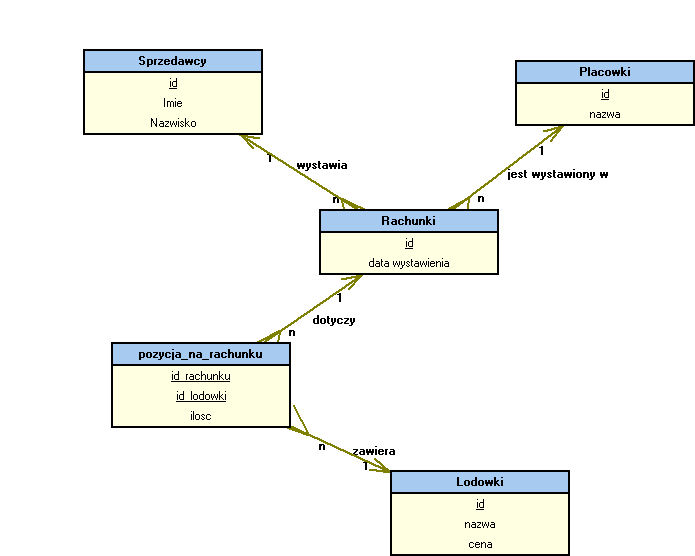 Sprzedawcy
id
Imie
Nazwisko
Placowki
id
nazwa
1
wystawia
n
1
jest wystawiony w
n
Rachunki
id
data wystawienia
1
dotyczy
n
pozycja_na_rachunku
id_rachunku
id_lodowki
ilosc
n
zawiera
1
Lodowki
id
nazwa
cena